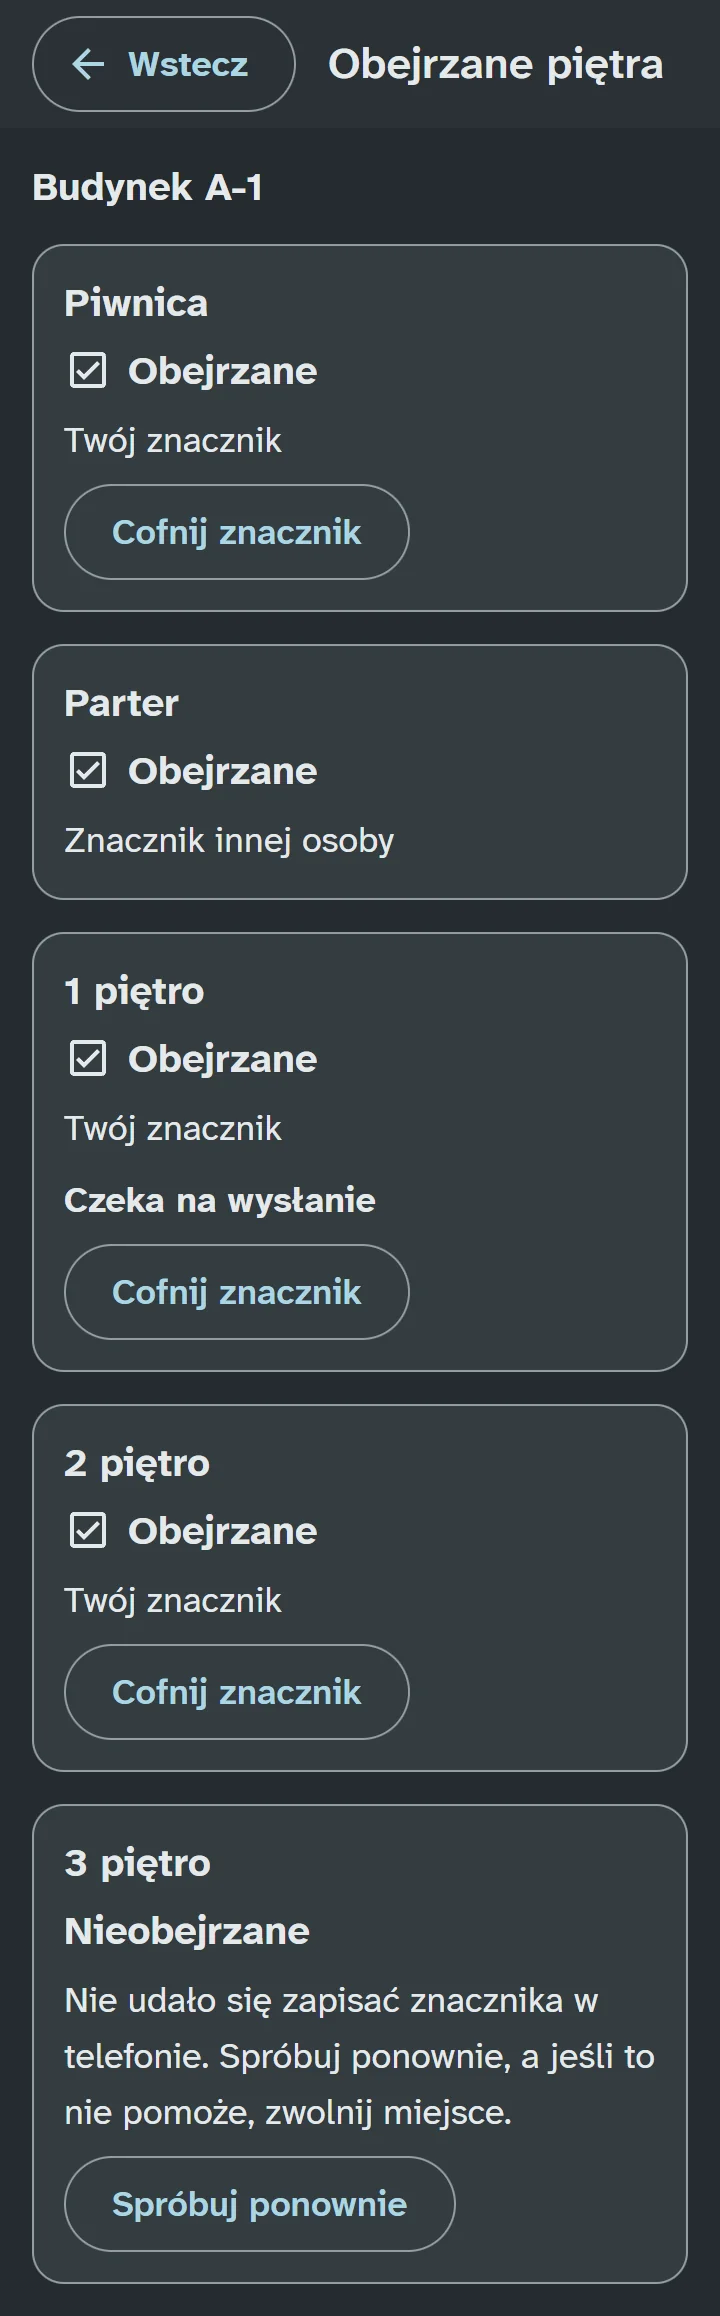 Wstecz
Obejrzane piętra
Budynek A-1
Piwnica
Obejrzane
Twój znacznik
Cofnij znacznik
Parter
Obejrzane
Znacznik innej osoby
1 piętro
Obejrzane
Twój znacznik
Czeka na wysłanie
Cofnij znacznik
2 piętro
Obejrzane
Twój znacznik
Cofnij znacznik
3 piętro
Nieobejrzane
Nie udało się zapisać znacznika w
telefonie. Spróbuj ponownie, a jeśli to
nie pomoże, zwolnij miejsce.
Spróbuj ponownie